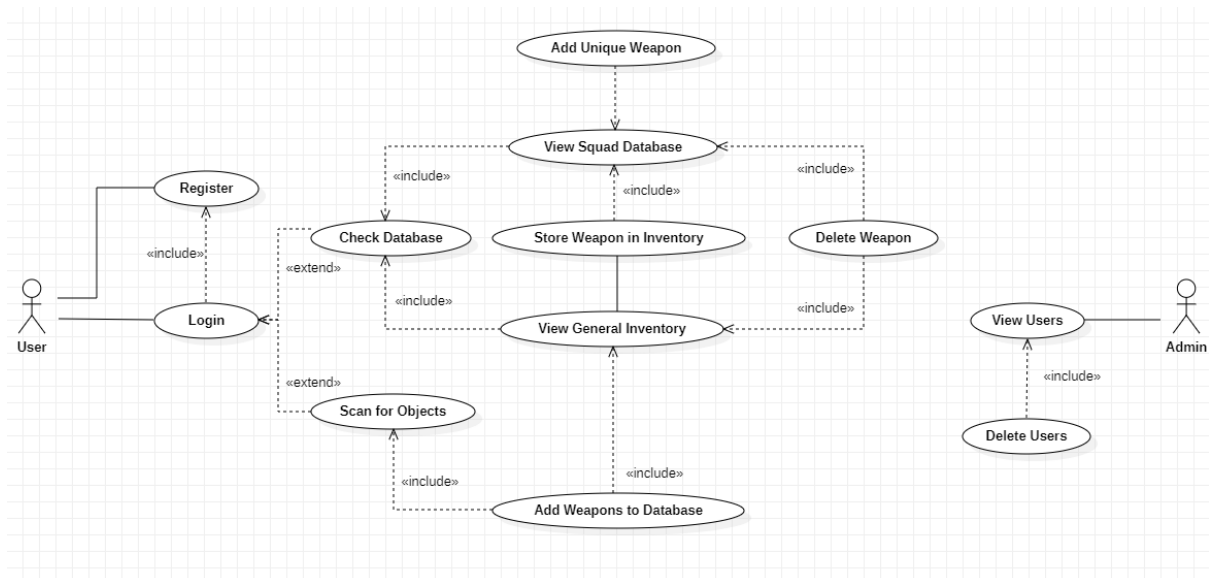 Add Unique Weapon
View Squad Database
«include»
«include»
«include»
Register
Check Database
Store Weapon in Inventory
Delete Weapon
«include»
«extend»
«include»
«include»
Login
View General Inventory
View Users
User
Admin
«extend»
«include»
Scan for Objects
Delete Users
«include»
«include»
Add Weapons to Database